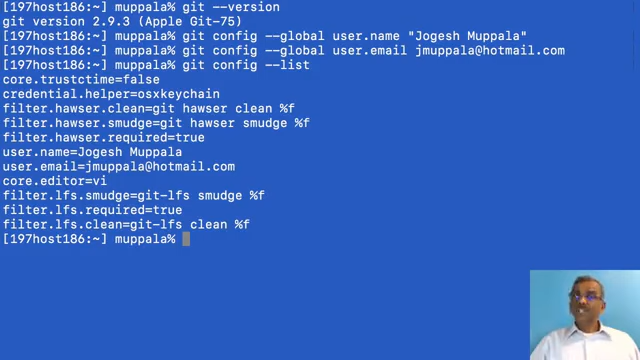 [197host186:~] muppala% git --version
git version 2.9.3 (Apple Git-75)
[197host186:~] muppala% git config --global user.name "Jogesh Muppala"
[197host186:~] muppala% git config --global user.email jmuppala@hotmail.com
[197host186:~] muppala% git config --list
core.trustctime=false
credential.helper=osxkeychain
filter.hawser.clean=git hawser clean %f
filter.hawser.smudge=git hawser smudge %f
filter.hawser.required=true
user.name=Jogesh Muppala
user.email=jmuppala@hotmail.com
core.editor=vi
filter.lfs.smudge=git-lfs smudge %f
filter.lfs.required=true
filter.lfs.clean=git-lfs clean %f
[197host186:~] muppala%